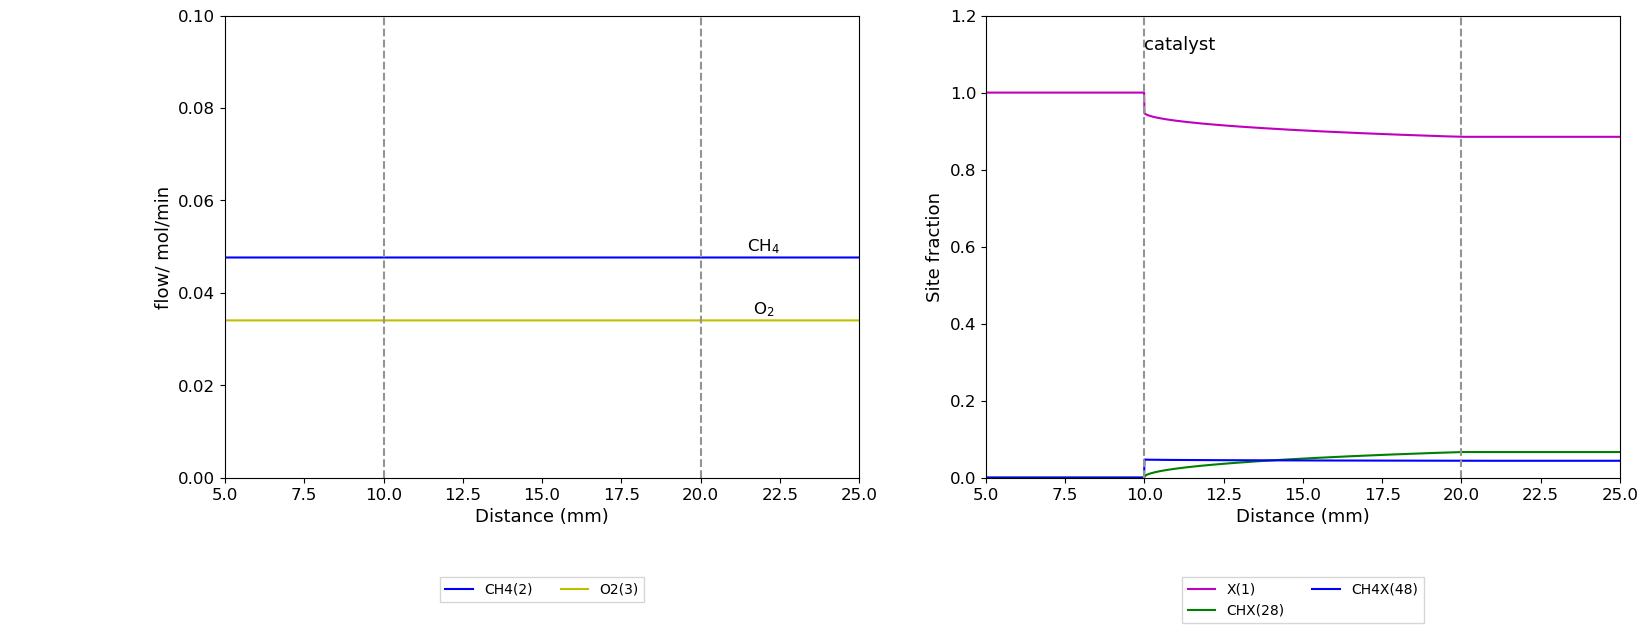 0.10
0.08
0.06
0.04
0.02
0.00
flow/ mol/min
CH₄
O₂
5.0 7.5 10.0 12.5 15.0 17.5 20.0 22.5 25.0
Distance (mm)
CH4(2) O2(3)
1.2
1.0
0.8
0.6
0.4
0.2
0.0
Site fraction
catalyst
5.0 7.5 10.0 12.5 15.0 17.5 20.0 22.5 25.0
Distance (mm)
X(1) CH4X(48)
CHX(28)